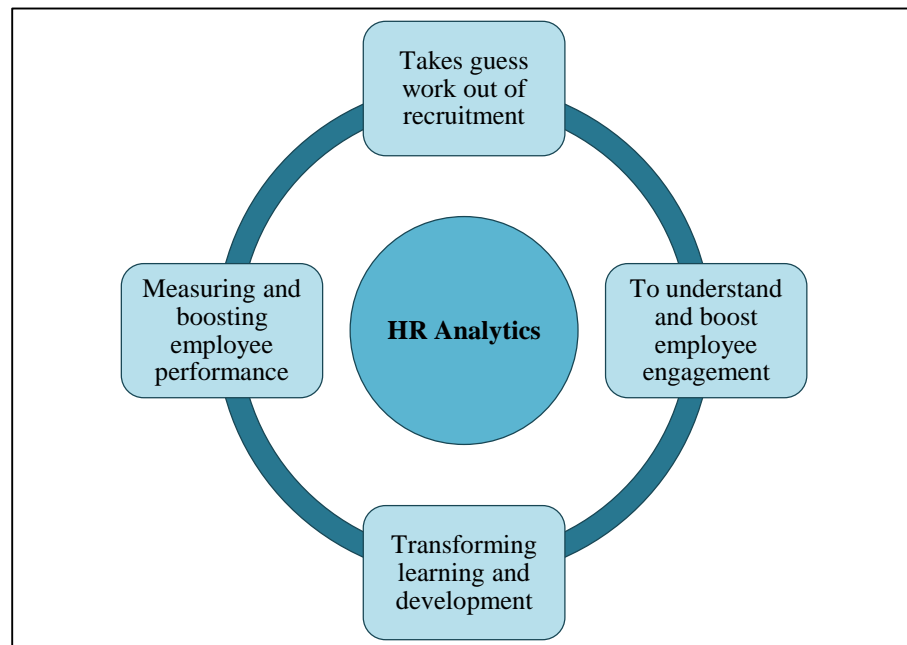 Takes guess
work out of
recruitment
Measuring and
boosting
employee
performance
HR Analytics
To understand
and boost
employee
engagement
Transforming
learning and
development